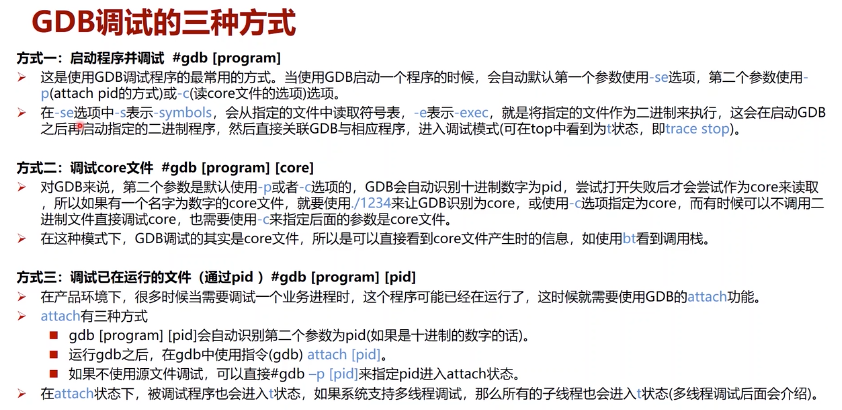 GDB调试的三种方式
方式一：启动程序并调试 #gdb [program]
这是使用GDB调试程序的最常用的方式。当使用GDB启动一个程序的时候，会自动默认第一个参数使用-se选项，第二个参数使用-
p(attach pid的方式)或-c(读core文件的选项)选项。
在-se选项中-s表示-symbols，会从指定的文件中读取符号表，-e表示-exec，就是将指定的文件作为二进制来执行，这会在启动GDB
之后再启动指定的二进制程序，然后直接关联GDB与相应程序，进入调试模式(可在top中看到为t状态，即trace stop)。
方式二：调试core文件 #gdb [program] [core]
对GDB来说，第二个参数是默认使用-p或者-c选项的，GDB会自动识别十进制数字为pid，尝试打开失败后才会尝试作为core来读取
，所以如果有一个名字为数字的core文件，就要使用./1234来让GDB识别为core，或使用-c选项指定为core，而有时候可以不调用二
进制文件直接调试core，也需要使用-c来指定后面的参数是core文件。
在这种模式下，GDB调试的其实是core文件，所以是可以直接看到core文件产生时的信息，如使用bt看到调用栈。
方式三：调试已在运行的文件（通过pid ）#gdb [program] [pid]
在产品环境下，很多时候当需要调试一个业务进程时，这个程序可能已经在运行了，这时候就需要使用GDB的attach功能。
attach有三种方式
gdb [program] [pid]会自动识别第二个参数为pid(如果是十进制的数字的话)。
运行gdb之后，在gdb中使用指令(gdb) attach [pid]。
如果不使用源文件调试，可以直接#gdb –p [pid]来指定pid进入attach状态。
在attach状态下，被调试程序也会进入t状态，如果系统支持多线程调试，那么所有的子线程也会进入t状态(多线程调试后面会介绍)。